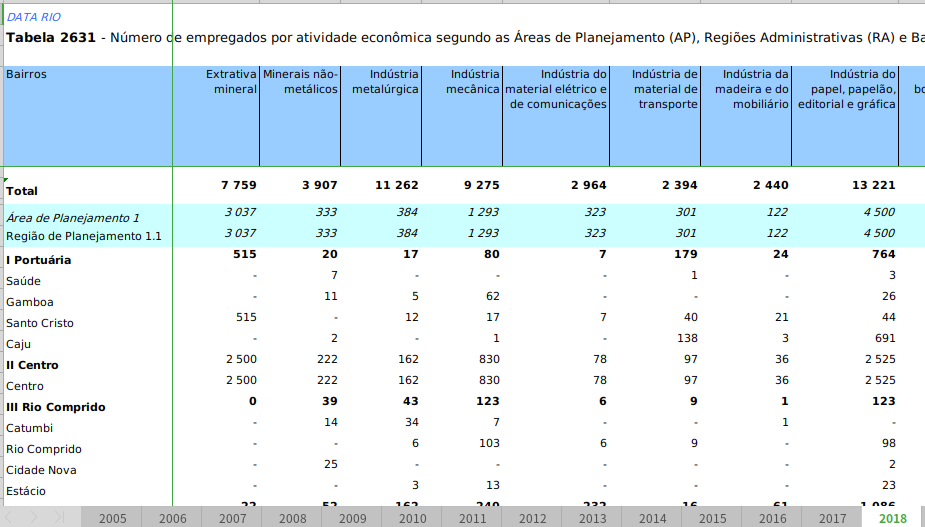 DATA RIO
Tabela 2631 - Número de empregados por atividade econômica segundo as Áreas de Planejamento (AP), Regiões Administrativas (RA) e Ba
Bairros Extrativa mineral Minerais não-metálicos Indústria metalúrgica Indústria mecânica Indústria do material elétrico e de comunicações Indústria de material de transporte Indústria da madeira e do mobiliário Indústria do papel, papelão, editorial e gráfica bo
Total 7 759 3 907 11 262 9 275 2 964 2 394 2 440 13 221
Área de Planejamento 1 3 037 333 384 1 293 323 301 122 4 500
Região de Planejamento 1.1 3 037 333 384 1 293 323 301 122 4 500
I Portuária 515 20 17 80 7 179 24 764
Saúde - 7 - - - 1 - 3
Gamboa - 11 5 62 - - - 26
Santo Cristo 515 - 12 17 7 40 21 44
Caju - 2 - 1 - 138 3 691
II Centro 2 500 222 162 830 78 97 36 2 525
Centro 2 500 222 162 830 78 97 36 2 525
III Rio Comprido 0 39 43 123 6 9 1 123
Catumbi - 14 34 7 - - 1 -
Rio Comprido - - 6 103 6 9 - 98
Cidade Nova - 25 - - - - - 2
Estácio - - 3 13 - - - 23
2005 2006 2007 2008 2009 2010 2011 2012 2013 2014 2015 2016 2017 2018